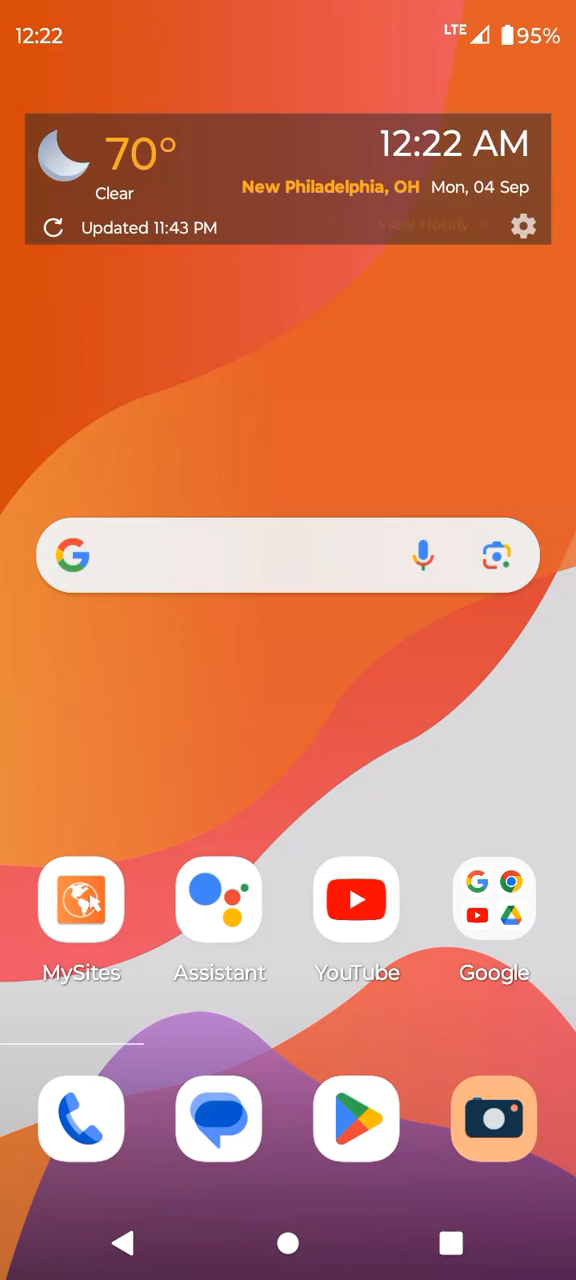 12:22 LTE 95%
70° 12:22 AM
Clear New Philadelphia, OH Mon, 04 Sep
Updated 11:43 PM View Hourly >
MySites Assistant YouTube Google